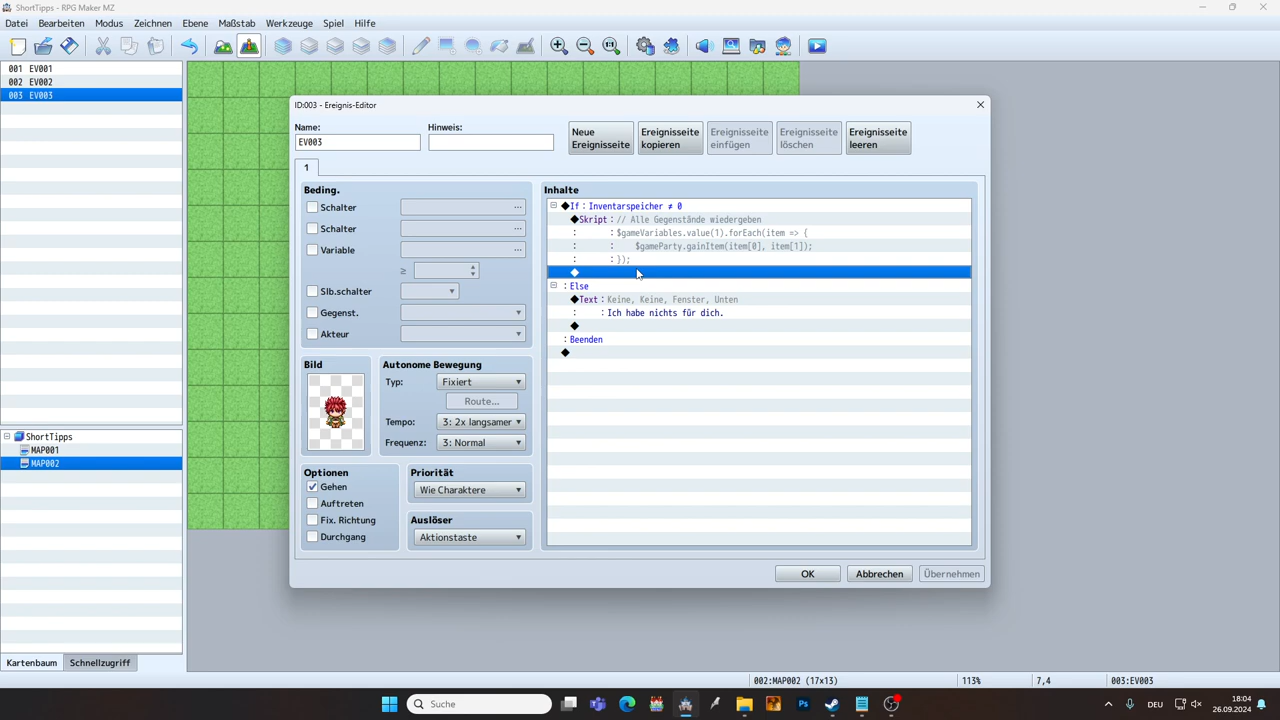 ShortTipps - RPG Maker MZ
Datei Bearbeiten Modus Zeichnen Ebene Maßstab Werkzeuge Spiel Hilfe
001 EV001
002 EV002
003 EV003
ID:003 - Ereignis-Editor
Name:
Hinweis:
EV003
Neue Ereignisseite
Ereignisseite kopieren
Ereignisseite einfügen
Ereignisseite löschen
Ereignisseite leeren
1
Beding.
Schalter ...
Schalter ...
Variable ...
≥
Slb.schalter
Gegenst.
Akteur
Bild
Autonome Bewegung
Typ: Fixiert
Route...
Tempo: 3: 2x langsamer
Frequenz: 3: Normal
Optionen
Gehen
Auftreten
Fix. Richtung
Durchgang
Priorität
Wie Charaktere
Auslöser
Aktionstaste
Inhalte
◆If : Inventarspeicher ≠ 0
◆Skript : // Alle Gegenstände wiedergeben
: : $gameVariables.value(1).forEach(item => {
: : $gameParty.gainItem(item[0], item[1]);
: : });
◆
: Else
◆Text : Keine, Keine, Fenster, Unten
: : Ich habe nichts für dich.
◆
: Beenden
◆
OK Abbrechen Übernehmen
ShortTipps
MAP001
MAP002
Kartenbaum Schnellzugriff
002:MAP002 (17x13) 113% 7,4 003:EV003
Suche
DEU
18:04
26.09.2024